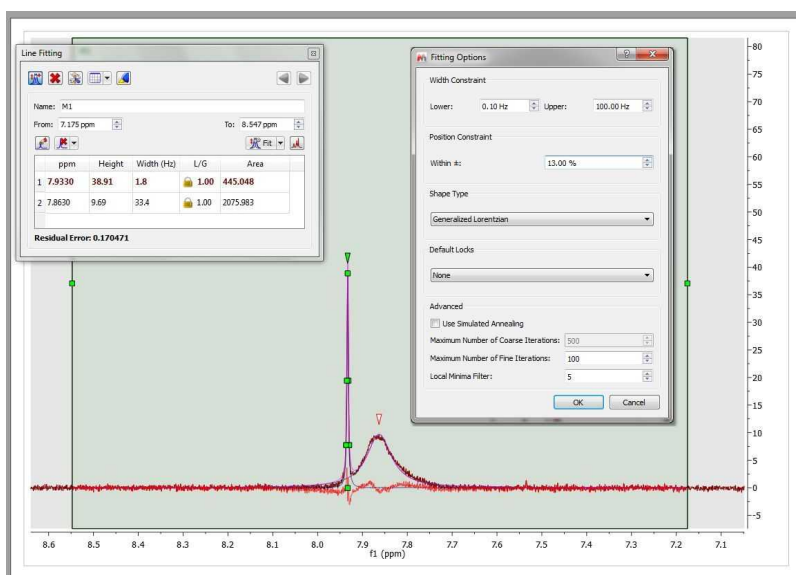 Line Fitting
Name: M1
From: 7.175 ppm To: 8.547 ppm
Fit
ppm Height Width (Hz) L/G Area
1 7.9330 38.91 1.8 1.00 445.048
2 7.8630 9.69 33.4 1.00 2075.983
Residual Error: 0.170471
Fitting Options
Width Constraint
Lower: 0.10 Hz Upper: 100.00 Hz
Position Constraint
Within ±: 13.00 %
Shape Type
Generalized Lorentzian
Default Locks
None
Advanced
Use Simulated Annealing
Maximum Number of Coarse Iterations: 500
Maximum Number of Fine Iterations: 100
Local Minima Filter: 5
OK Cancel
80
75
70
65
60
55
50
45
40
35
30
25
20
15
10
5
0
-5
8.6 8.5 8.4 8.3 8.2 8.1 8.0 7.9 7.8 7.7 7.6 7.5 7.4 7.3 7.2 7.1
f1 (ppm)